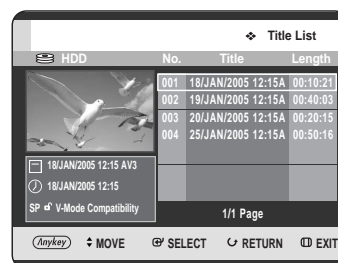 ❖ Title List
HDD No. Title Length
001 18/JAN/2005 12:15A 00:10:21
002 19/JAN/2005 12:15A 00:40:03
003 20/JAN/2005 12:15A 00:20:15
004 25/JAN/2005 12:15A 00:50:16
18/JAN/2005 12:15 AV3
18/JAN/2005 12:15
SP V-Mode Compatibility
1/1 Page
Anykey MOVE SELECT RETURN EXIT